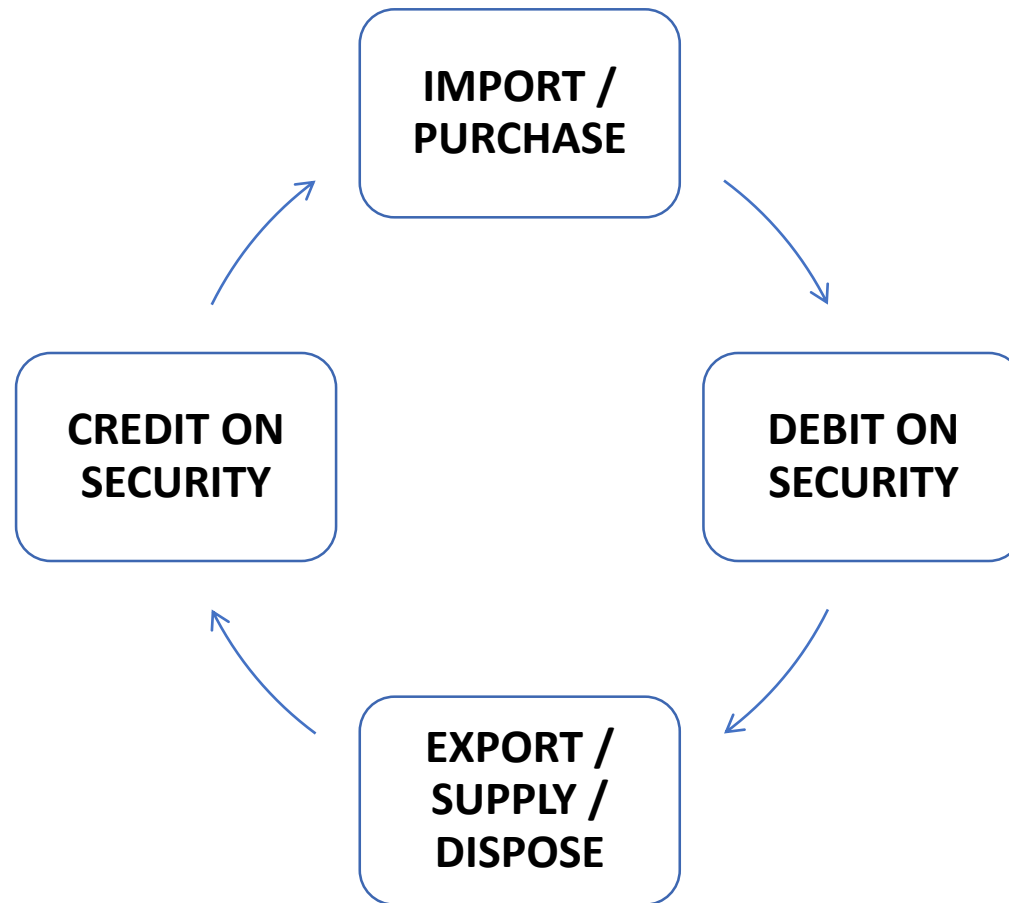 IMPORT /
PURCHASE
DEBIT ON
SECURITY
EXPORT /
SUPPLY /
DISPOSE
CREDIT ON
SECURITY